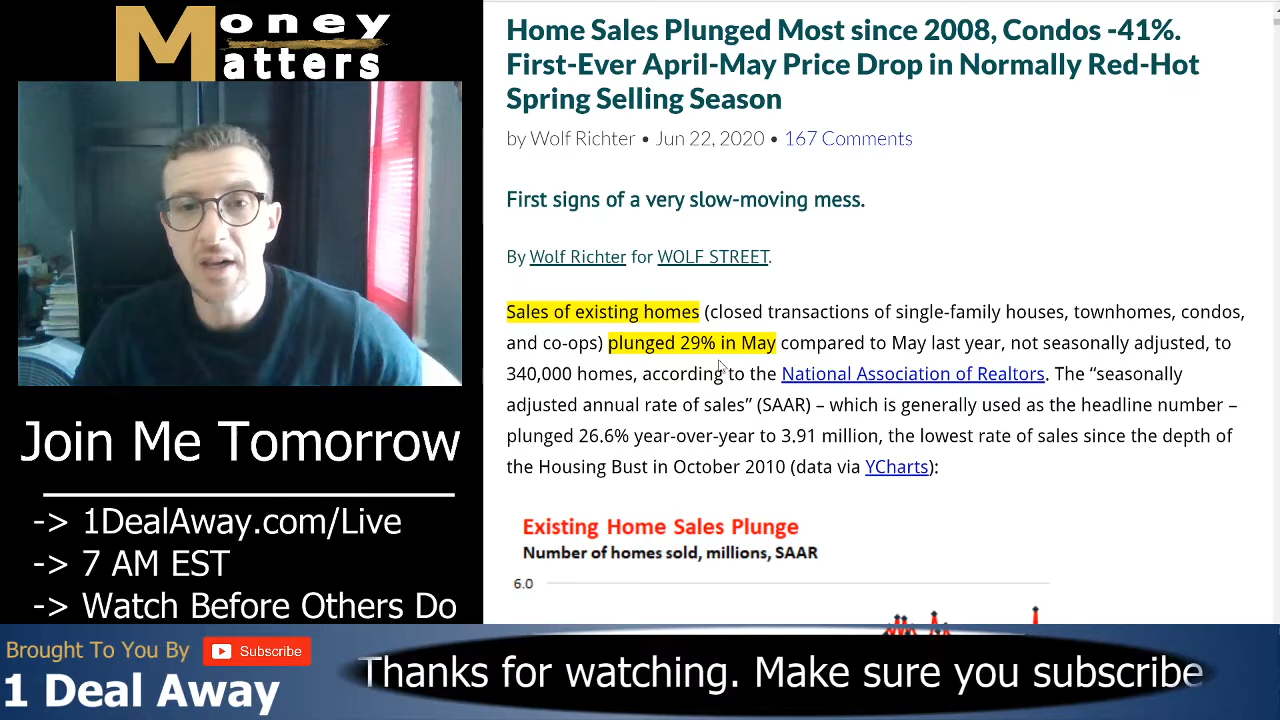 Money
Matters
Join Me Tomorrow
-> 1DealAway.com/Live
-> 7 AM EST
-> Watch Before Others Do
Home Sales Plunged Most since 2008, Condos -41%.
First-Ever April-May Price Drop in Normally Red-Hot
Spring Selling Season
by Wolf Richter • Jun 22, 2020 • 167 Comments
First signs of a very slow-moving mess.
By Wolf Richter for WOLF STREET.
Sales of existing homes (closed transactions of single-family houses, townhomes, condos,
and co-ops) plunged 29% in May compared to May last year, not seasonally adjusted, to
340,000 homes, according to the National Association of Realtors. The “seasonally
adjusted annual rate of sales” (SAAR) – which is generally used as the headline number –
plunged 26.6% year-over-year to 3.91 million, the lowest rate of sales since the depth of
the Housing Bust in October 2010 (data via YCharts):
Existing Home Sales Plunge
Number of homes sold, millions, SAAR
6.0
Brought To You By
Subscribe
1 Deal Away
Thanks for watching. Make sure you subscribe